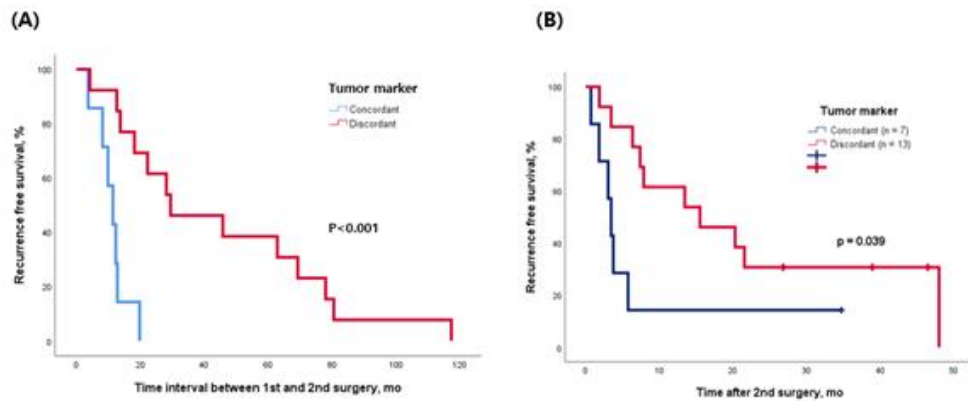 (A)
Recurrence free survival, %
100
80
60
40
20
0
Tumor marker
Concordant
Discordant
P<0.001
0 20 40 60 80 100 120
Time interval between 1st and 2nd surgery, mo
(B)
Recurrence free survival, %
100
80
60
40
20
0
Tumor marker
Concordant (n = 7)
Discordant (n = 13)
p = 0.039
0 10 20 30 40 50
Time after 2nd surgery, mo